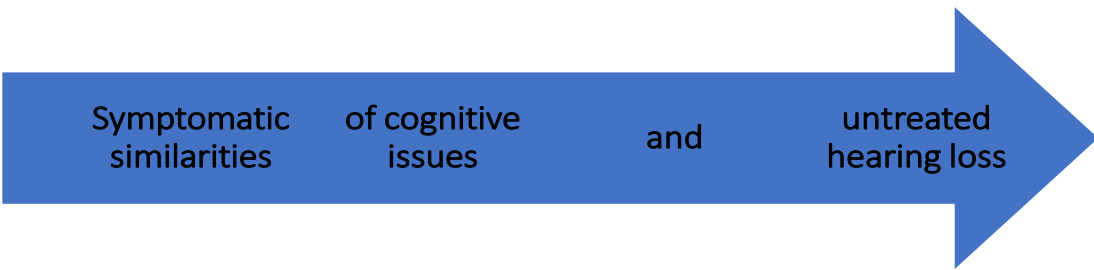 Symptomatic
similarities
of cognitive
issues
and
untreated
hearing loss